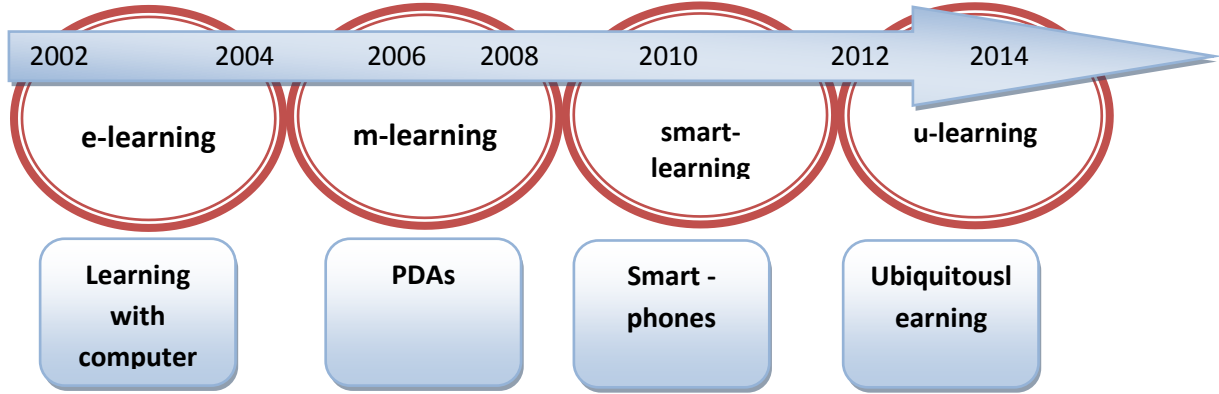 2002 2004 2006 2008 2010 2012 2014
e-learning
m-learning
smart-
learning
u-learning
Learning
with
computer
PDAs
Smart -
phones
Ubiquitousl
earning